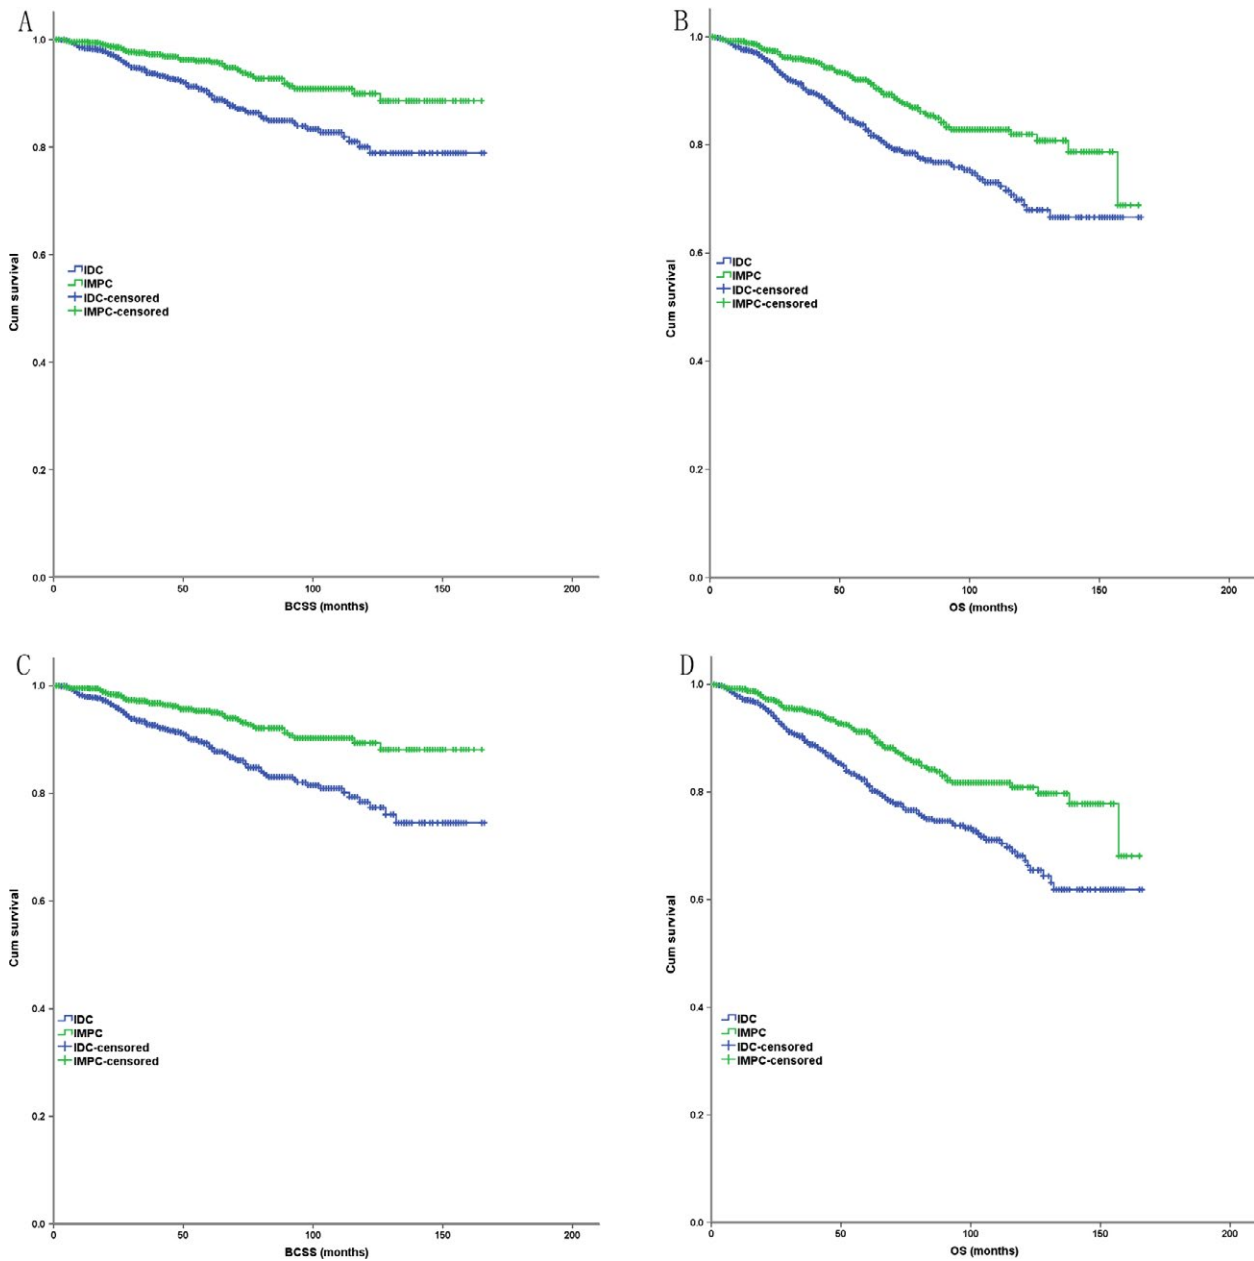 A
1.0
0.8
0.6
0.4
0.2
0.0
Cum survival
IDC
IMPC
IDC-censored
IMPC-censored
0 50 100 150 200
BCSS (months)
B
1.0
0.8
0.6
0.4
0.2
0.0
Cum survival
IDC
IMPC
IDC-censored
IMPC-censored
0 50 100 150 200
OS (months)
C
1.0
0.8
0.6
0.4
0.2
0.0
Cum survival
IDC
IMPC
IDC-censored
IMPC-censored
0 50 100 150 200
BCSS (months)
D
1.0
0.8
0.6
0.4
0.2
0.0
Cum survival
IDC
IMPC
IDC-censored
IMPC-censored
0 50 100 150 200
OS (months)